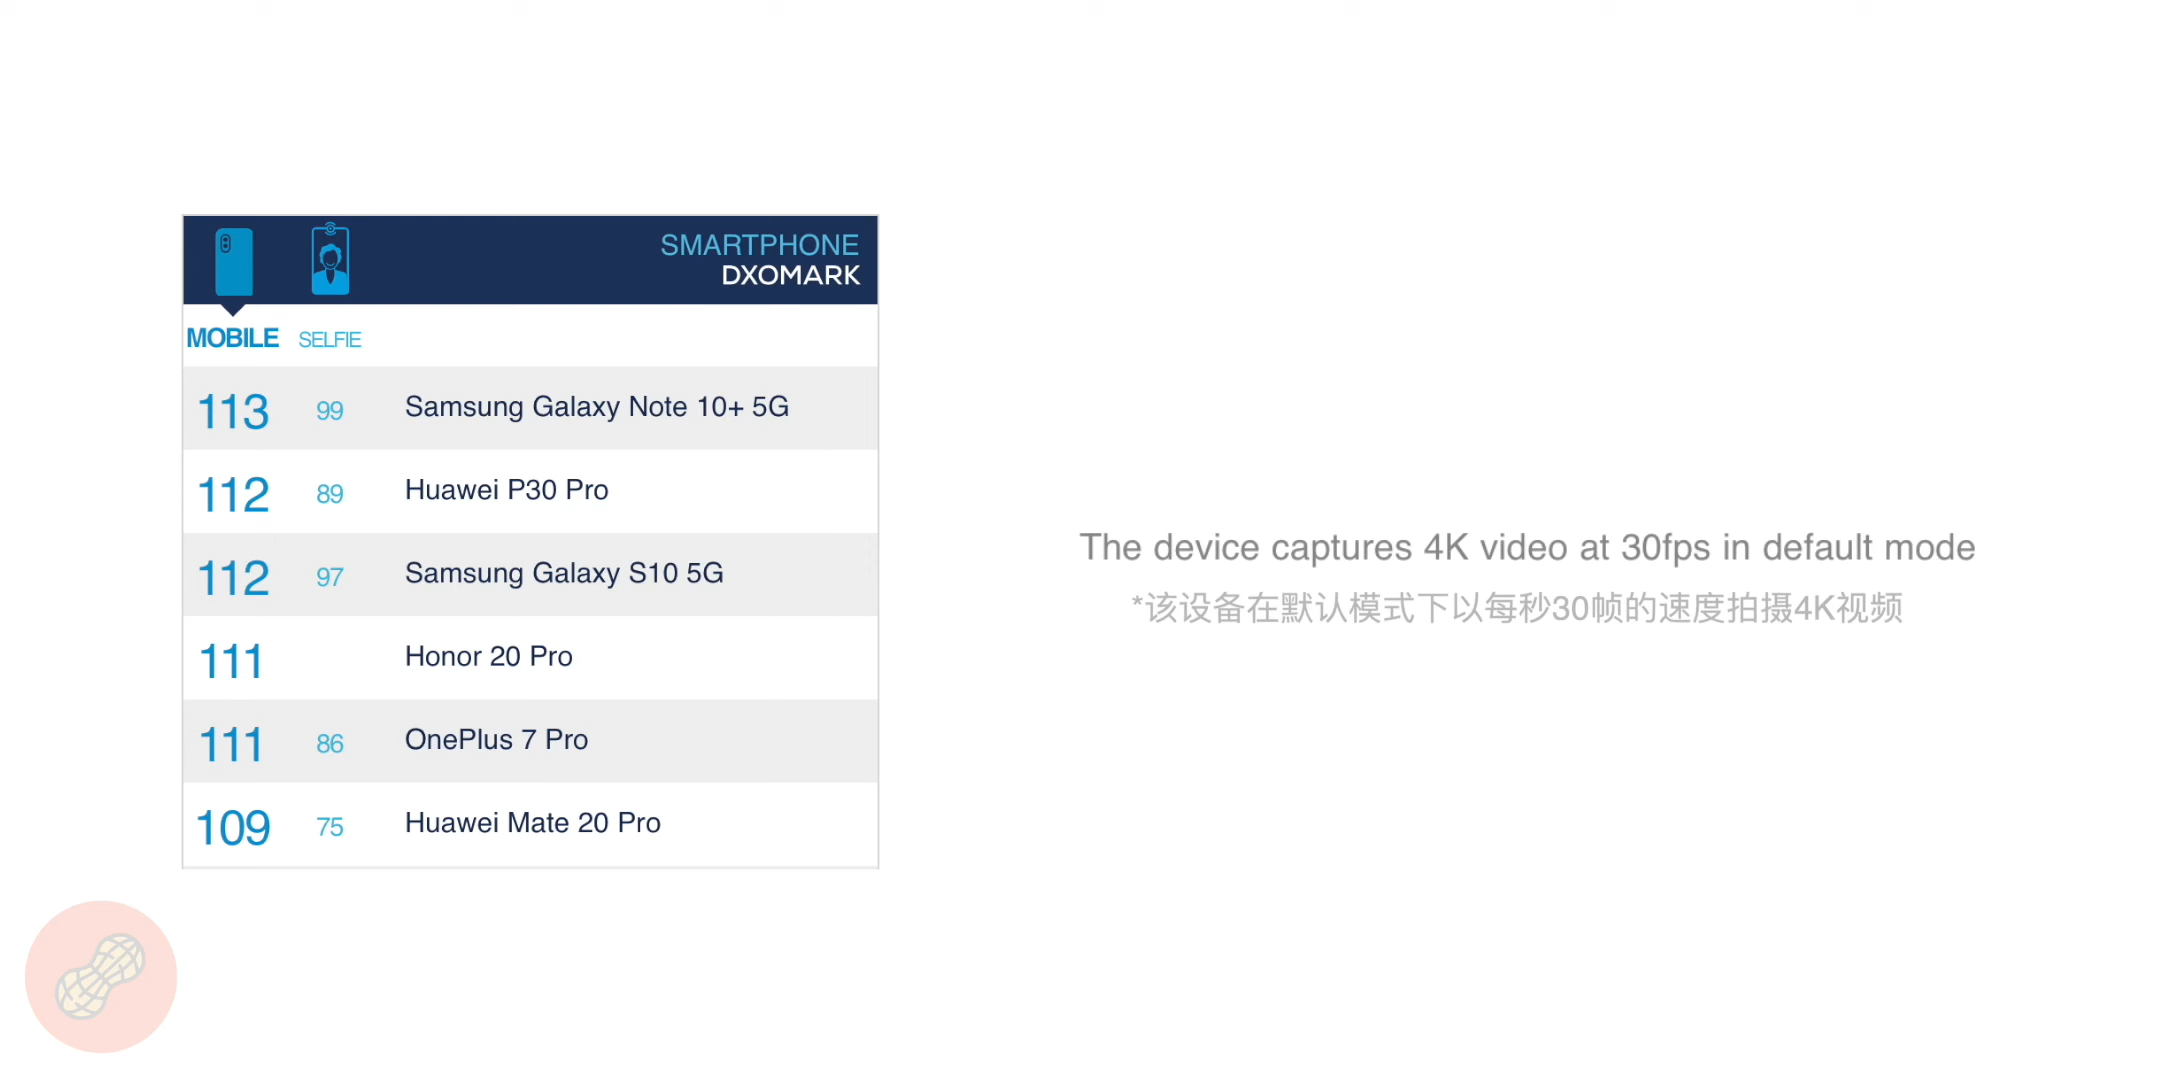 SMARTPHONE
DXOMARK
MOBILE SELFIE
113 99 Samsung Galaxy Note 10+ 5G
112 89 Huawei P30 Pro
112 97 Samsung Galaxy S10 5G
111 Honor 20 Pro
111 86 OnePlus 7 Pro
109 75 Huawei Mate 20 Pro
The device captures 4K video at 30fps in default mode
*该设备在默认模式下以每秒30帧的速度拍摄4K视频